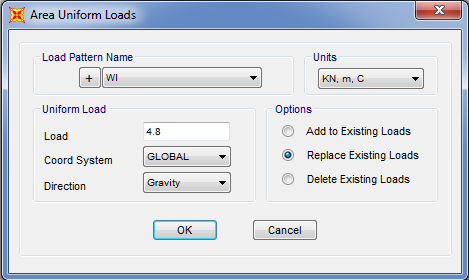 Area Uniform Loads
Load Pattern Name
+ WI
Units
KN, m, C
Uniform Load
Load 4.8
Coord System GLOBAL
Direction Gravity
Options
Add to Existing Loads
Replace Existing Loads
Delete Existing Loads
OK Cancel